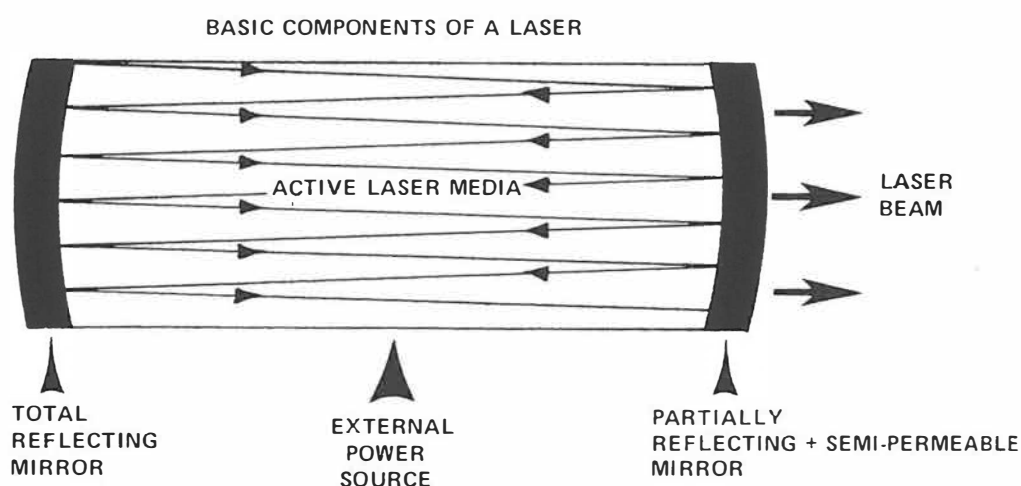 BASIC COMPONENTS OF A LASER
ACTIVE LASER MEDIA
LASER
BEAM
TOTAL
REFLECTING
MIRROR
EXTERNAL
POWER
SOURCE
PARTIALLY
REFLECTING + SEMI-PERMEABLE
MIRROR